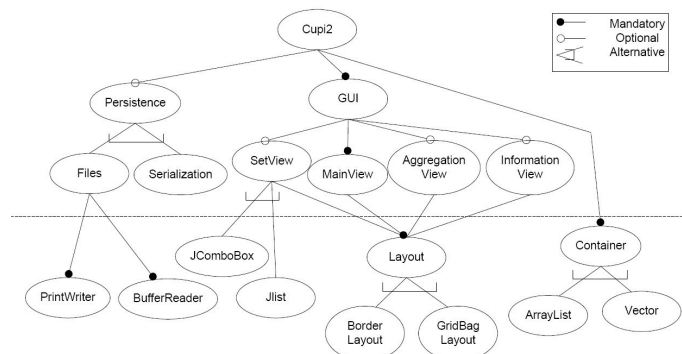 Cupi2
Mandatory
Optional
Alternative
Persistence
GUI
Files
Serialization
SetView
MainView
Aggregation
View
Information
View
JComboBox
Layout
Container
PrintWriter
BufferReader
Jlist
Border
Layout
GridBag
Layout
ArrayList
Vector